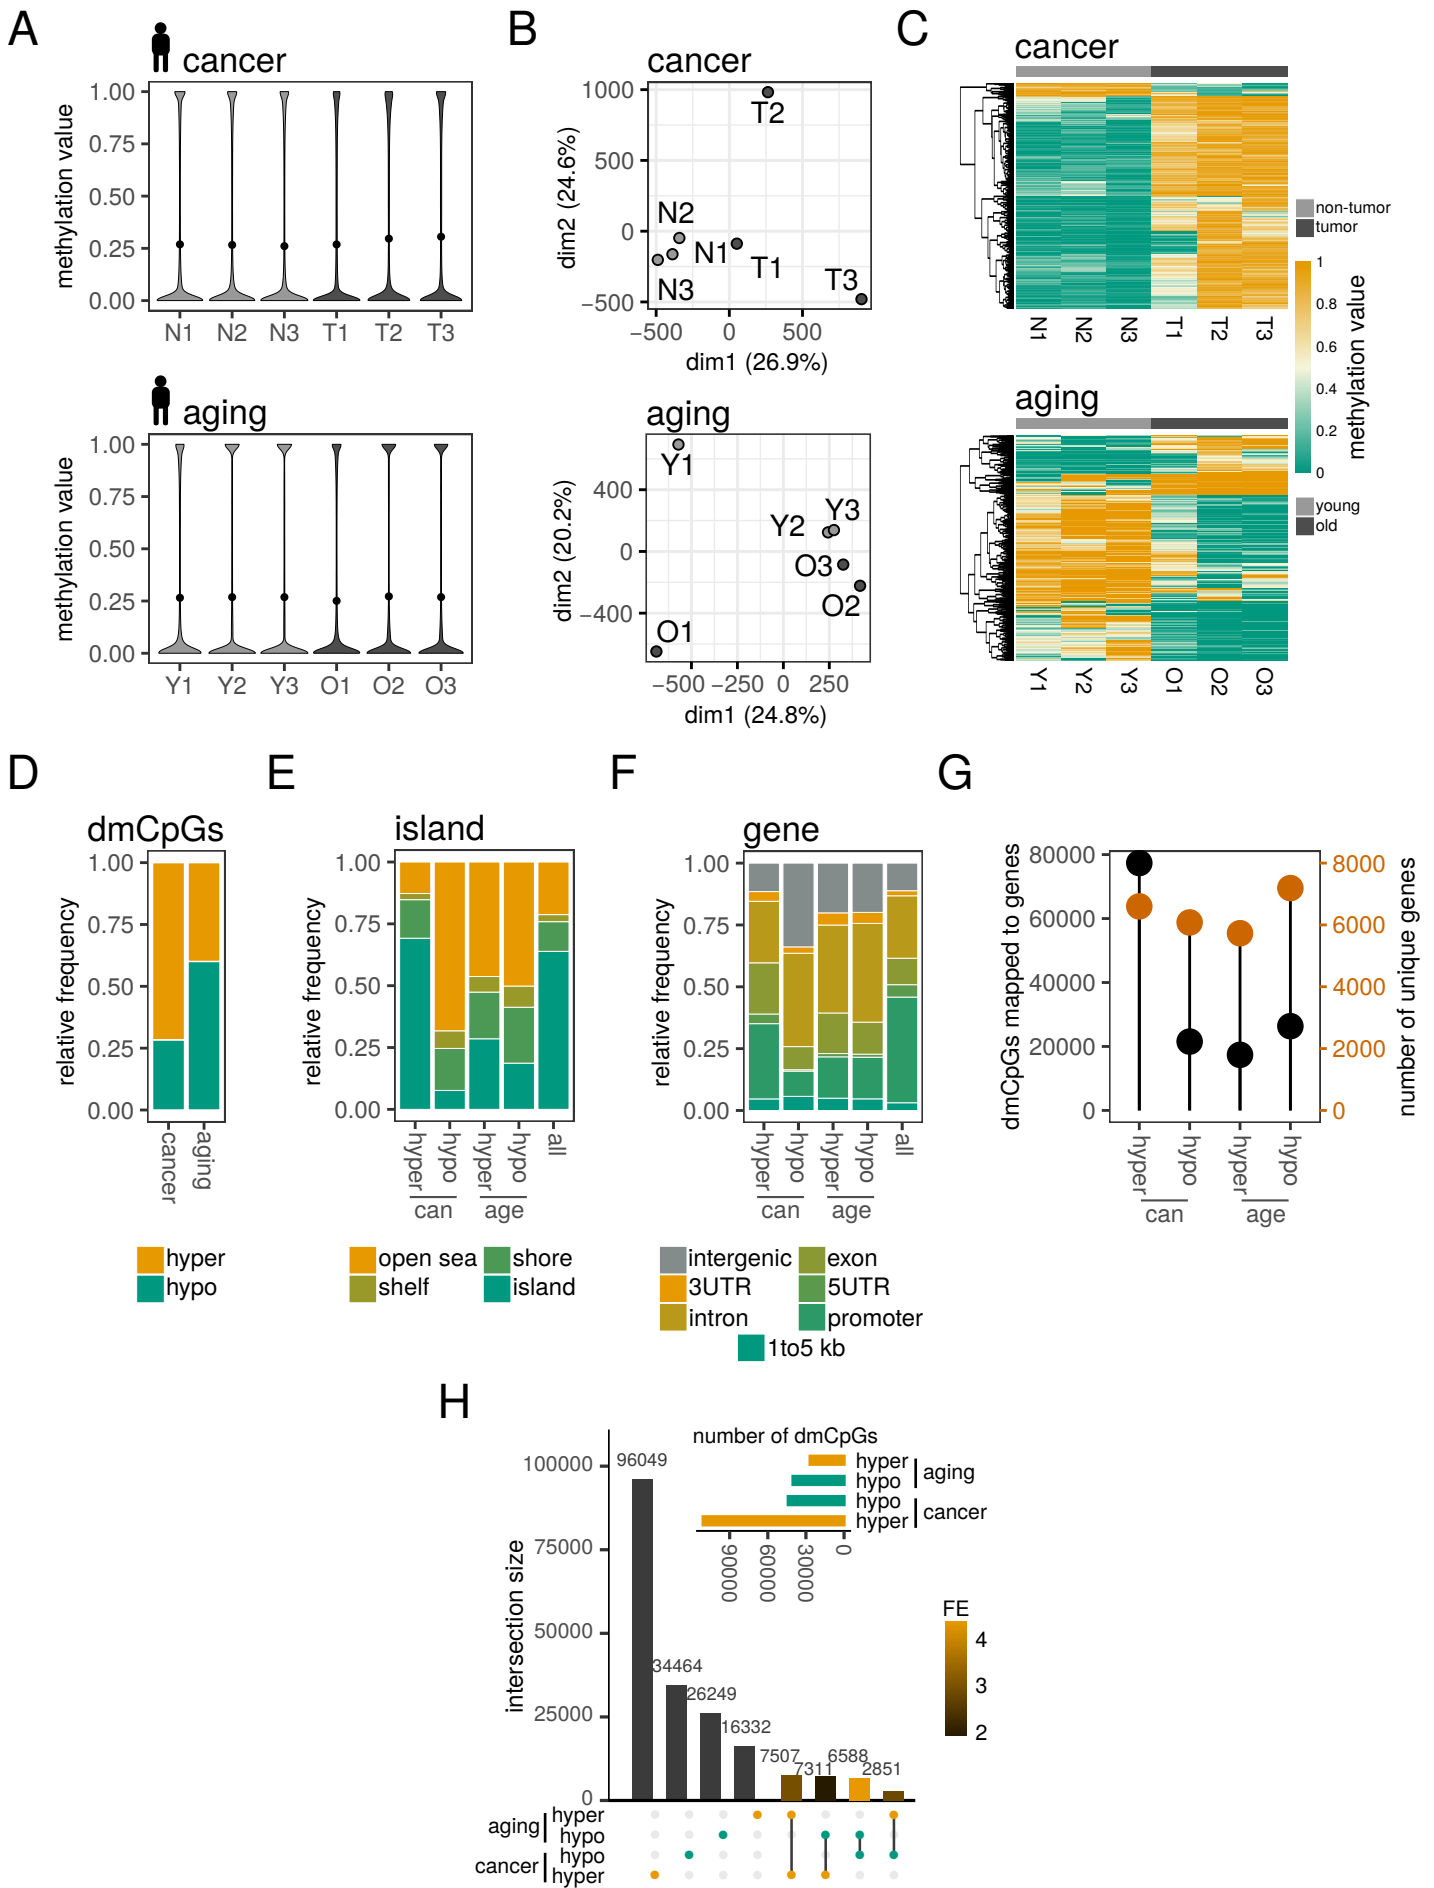 A
cancer
methylation value
1.00
0.75
0.50
0.25
0.00
N1 N2 N3 T1 T2 T3
aging
methylation value
1.00
0.75
0.50
0.25
0.00
Y1 Y2 Y3 O1 O2 O3
B
cancer
dim2 (24.6%)
1000
500
0
−500
T2
N2
N1
T1
N3
T3
−500 0 500
dim1 (26.9%)
aging
dim2 (20.2%)
400
0
−400
Y1
Y3
Y2
O3
O2
O1
−500 −250 0 250
dim1 (24.8%)
C
cancer
N1 N2 N3 T1 T2 T3
non-tumor
tumor
methylation value
1
0.8
0.6
0.4
0.2
0
aging
Y1 Y2 Y3 O1 O2 O3
young
old
D
dmCpGs
relative frequency
1.00
0.75
0.50
0.25
0.00
cancer aging
hyper
hypo
E
island
relative frequency
1.00
0.75
0.50
0.25
0.00
hyper hypo hyper hypo all
can age
open sea shore
shelf island
F
gene
relative frequency
1.00
0.75
0.50
0.25
0.00
hyper hypo hyper hypo all
can age
intergenic exon
3UTR 5UTR
intron promoter
1to5 kb
G
dmCpGs mapped to genes
80000
60000
40000
20000
0
8000
6000
4000
2000
0
number of unique genes
hyper hypo hyper hypo
can age
H
intersection size
100000
75000
50000
25000
0
96049
34464
26249
16332
7507
7311
6588
2851
number of dmCpGs
hyper
hypo
aging
hypo
hyper
cancer
90000 60000 30000 0
FE
4
3
2
aging
hyper
hypo
cancer
hypo
hyper